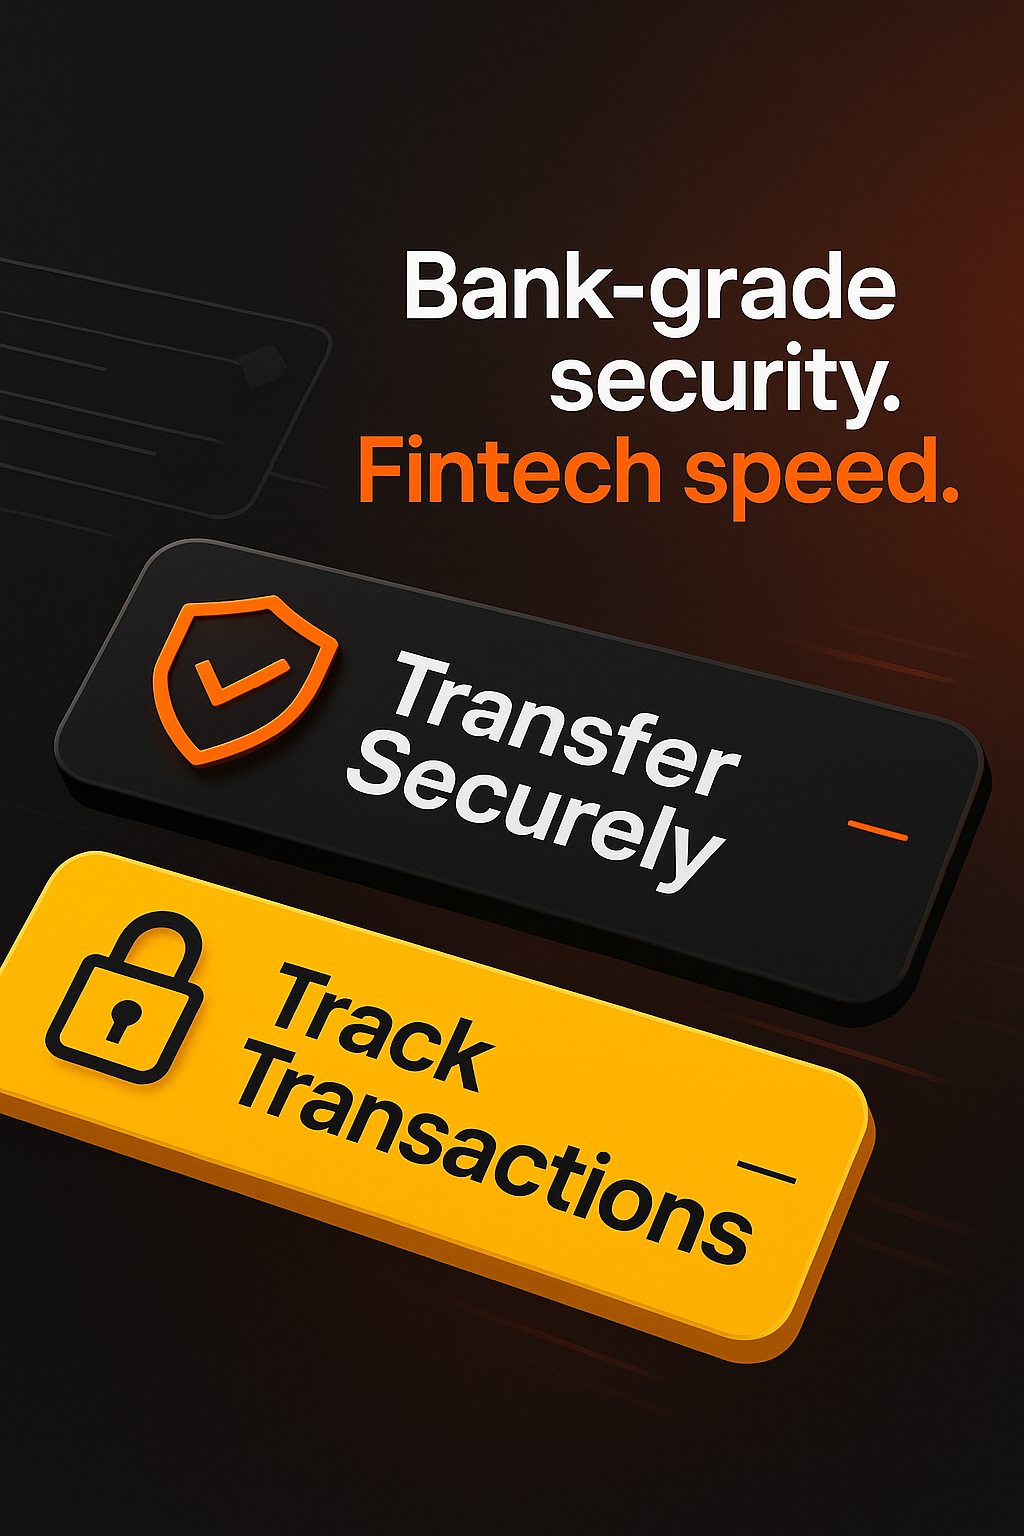 Bank-grade
security.
Fintech speed.
Transfer
Securely
Track
Transactions